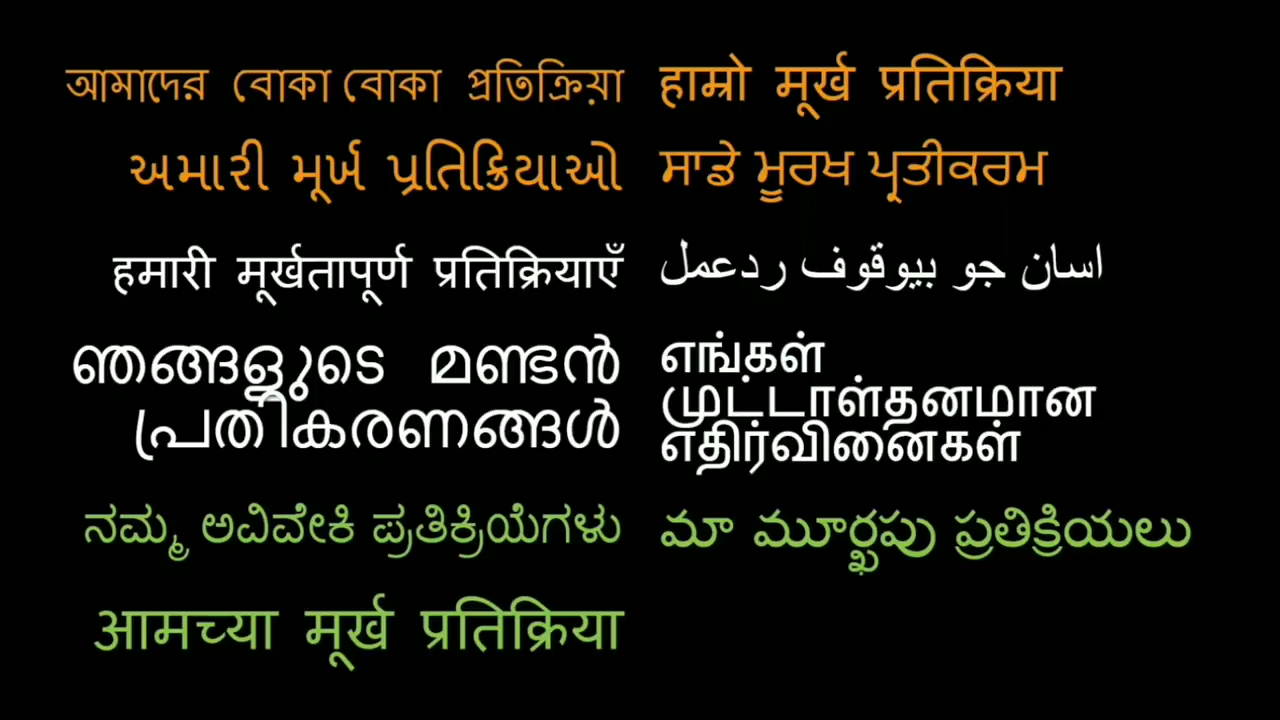 আমাদের বোকা বোকা প্রতিক্রিয়া
हाम्रो मूर्ख प्रतिक्रिया
અમારી મૂર્ખ પ્રતિક્રિયાઓ
ਸਾਡੇ ਮੂਰਖ ਪ੍ਰਤੀਕਰਮ
हमारी मूर्खतापूर्ण प्रतिक्रियाएँ
اسان جو بيوقوف ردعمل
ഞങ്ങളുടെ മണ്ടൻ
പ്രതികരണങ്ങൾ
எங்கள்
முட்டாள்தனமான
எதிர்வினைகள்
ನಮ್ಮ ಅವಿವೇಕಿ ಪ್ರತಿಕ್ರಿಯೆಗಳು
మా మూర్ఖపు ప్రతిక్రియలు
आमच्या मूर्ख प्रतिक्रिया